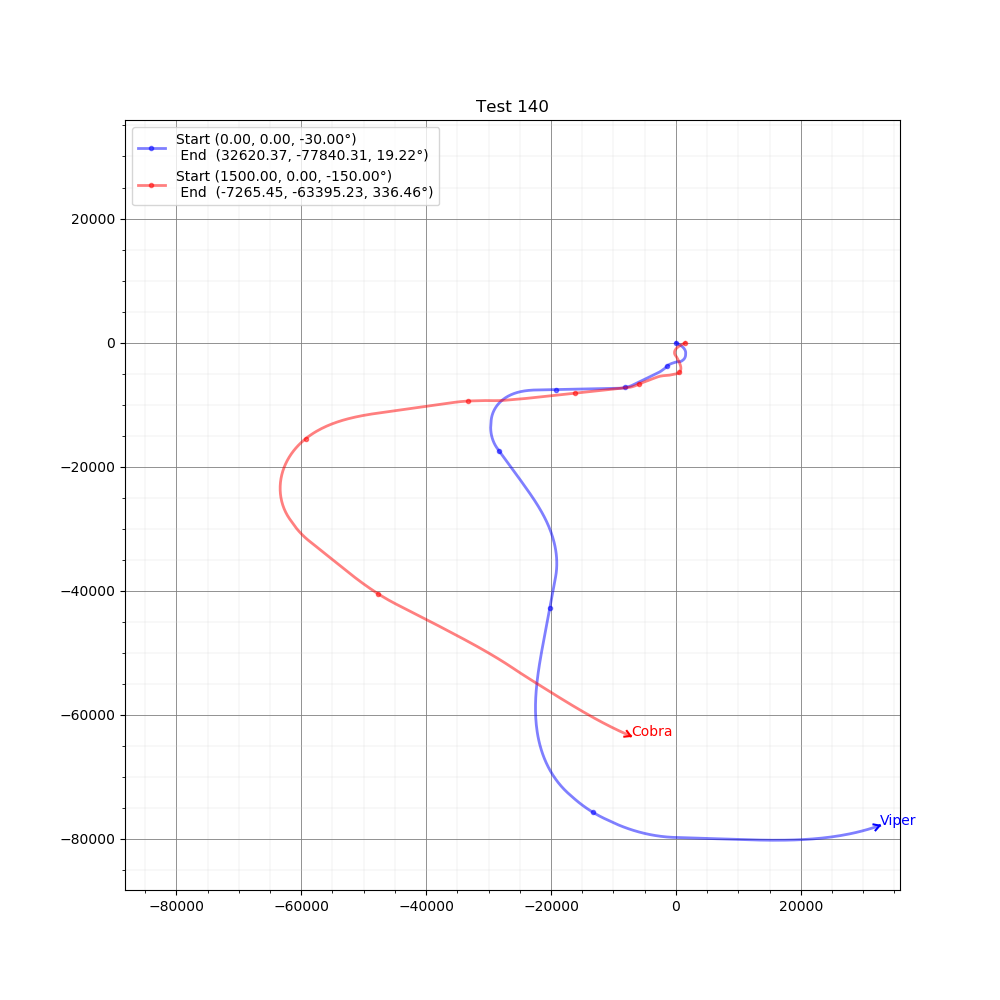 Test 140
Start (0.00, 0.00, -30.00°)
End (32620.37, -77840.31, 19.22°)
Start (1500.00, 0.00, -150.00°)
End (-7265.45, -63395.23, 336.46°)
20000
0
−20000
−40000
−60000
−80000
Cobra
Viper
−80000 −60000 −40000 −20000 0 20000